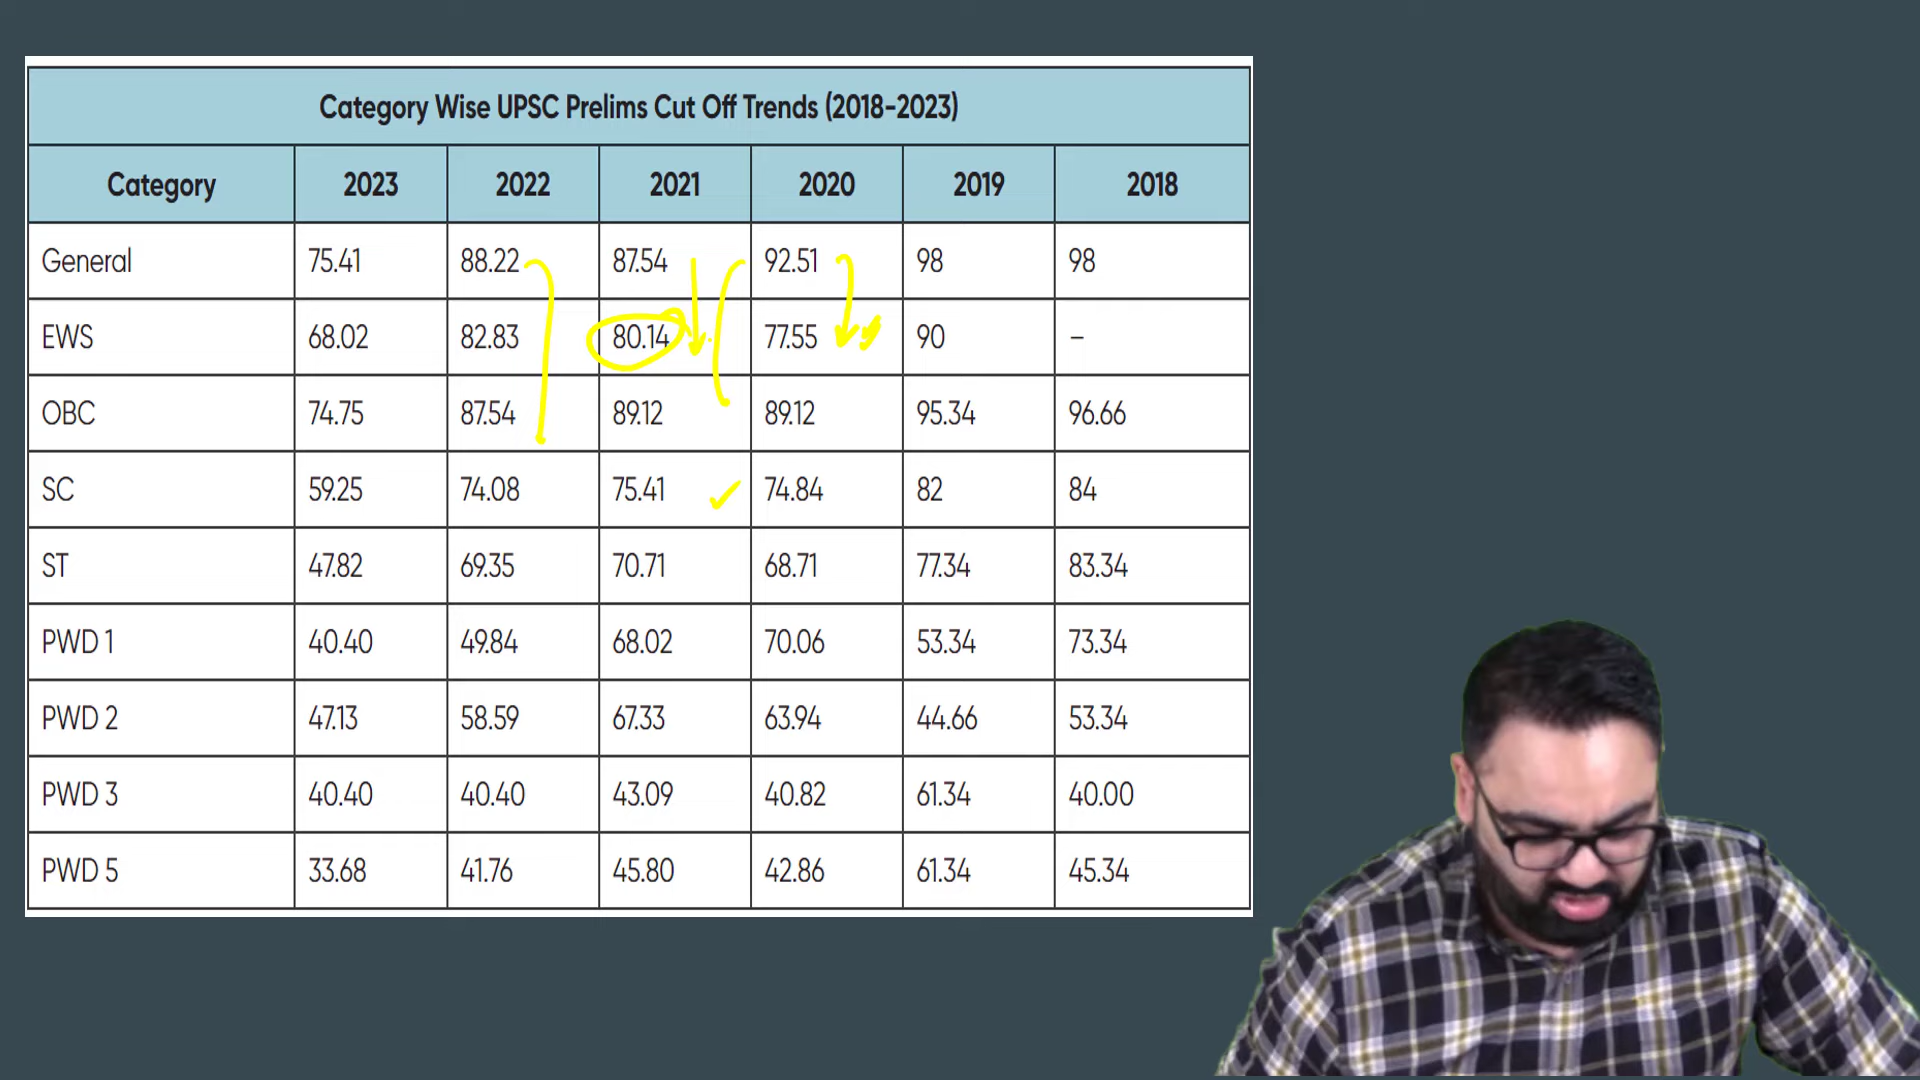 Category Wise UPSC Prelims Cut Off Trends (2018-2023)
Category 2023 2022 2021 2020 2019 2018
General 75.41 88.22 87.54 92.51 98 98
EWS 68.02 82.83 80.14 77.55 90 –
OBC 74.75 87.54 89.12 89.12 95.34 96.66
SC 59.25 74.08 75.41 74.84 82 84
ST 47.82 69.35 70.71 68.71 77.34 83.34
PWD 1 40.40 49.84 68.02 70.06 53.34 73.34
PWD 2 47.13 58.59 67.33 63.94 44.66 53.34
PWD 3 40.40 40.40 43.09 40.82 61.34 40.00
PWD 5 33.68 41.76 45.80 42.86 61.34 45.34